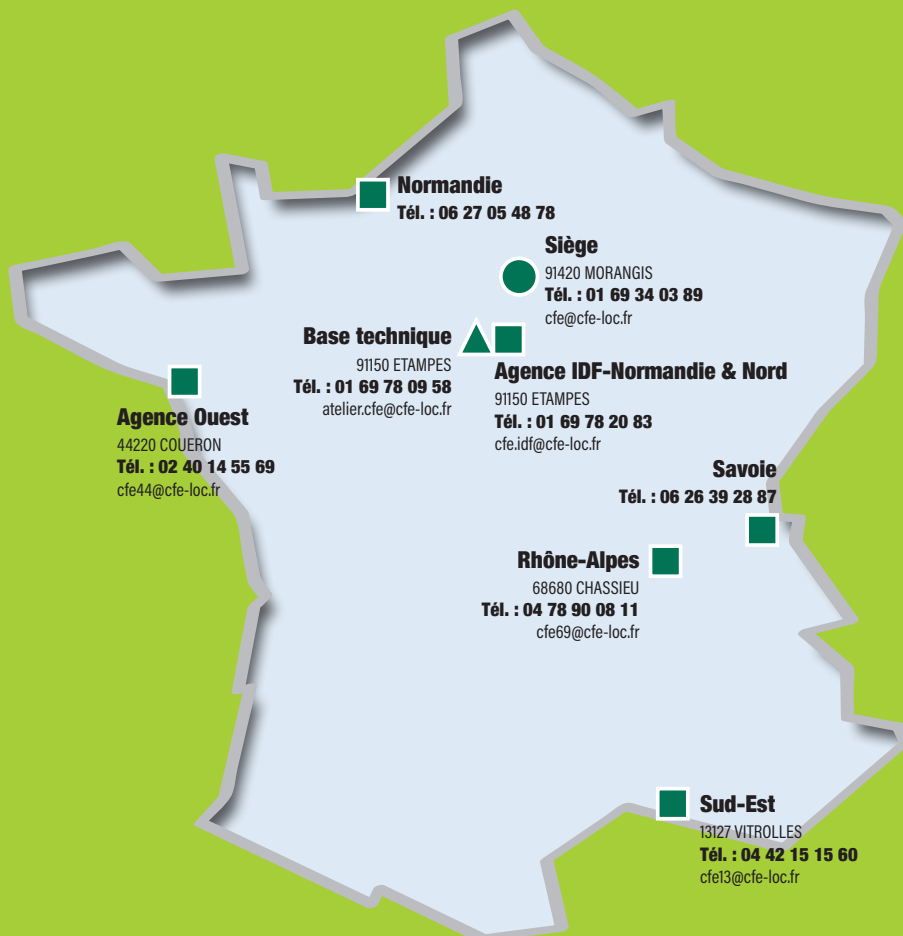 Normandie
Tél. : 06 27 05 48 78
Siège
91420 MORANGIS
Tél. : 01 69 34 03 89
cfe@cfe-loc.fr
Base technique
91150 ETAMPES
Tél. : 01 69 78 09 58
atelier.cfe@cfe-loc.fr
Agence IDF-Normandie & Nord
91150 ETAMPES
Tél. : 01 69 78 20 83
cfe.idf@cfe-loc.fr
Agence Ouest
44220 COUERON
Tél. : 02 40 14 55 69
cfe44@cfe-loc.fr
Savoie
Tél. : 06 26 39 28 87
Rhône-Alpes
68680 CHASSIEU
Tél. : 04 78 90 08 11
cfe69@cfe-loc.fr
Sud-Est
13127 VITROLLES
Tél. : 04 42 15 15 60
cfe13@cfe-loc.fr